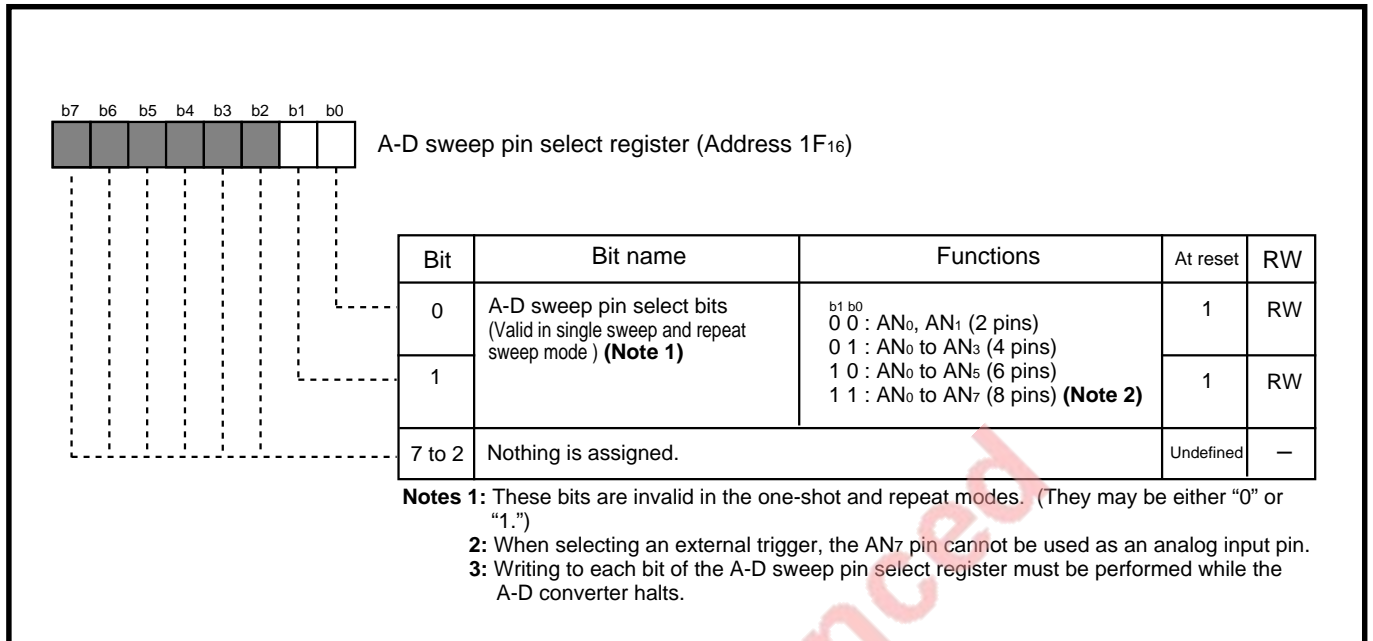 b7 b6 b5 b4 b3 b2 b1 b0
A-D sweep pin select register (Address 1F16)
Bit Bit name Functions At reset RW
0 A-D sweep pin select bits
(Valid in single sweep and repeat
sweep mode ) (Note 1)
b1 b0
0 0 : AN0, AN1 (2 pins)
0 1 : AN0 to AN3 (4 pins)
1 0 : AN0 to AN5 (6 pins)
1 1 : AN0 to AN7 (8 pins) (Note 2)
1 RW
1
1 RW
7 to 2 Nothing is assigned. Undefined –
Notes 1: These bits are invalid in the one-shot and repeat modes. (They may be either “0” or
“1.”)
2: When selecting an external trigger, the AN7 pin cannot be used as an analog input pin.
3: Writing to each bit of the A-D sweep pin select register must be performed while the
A-D converter halts.
nced